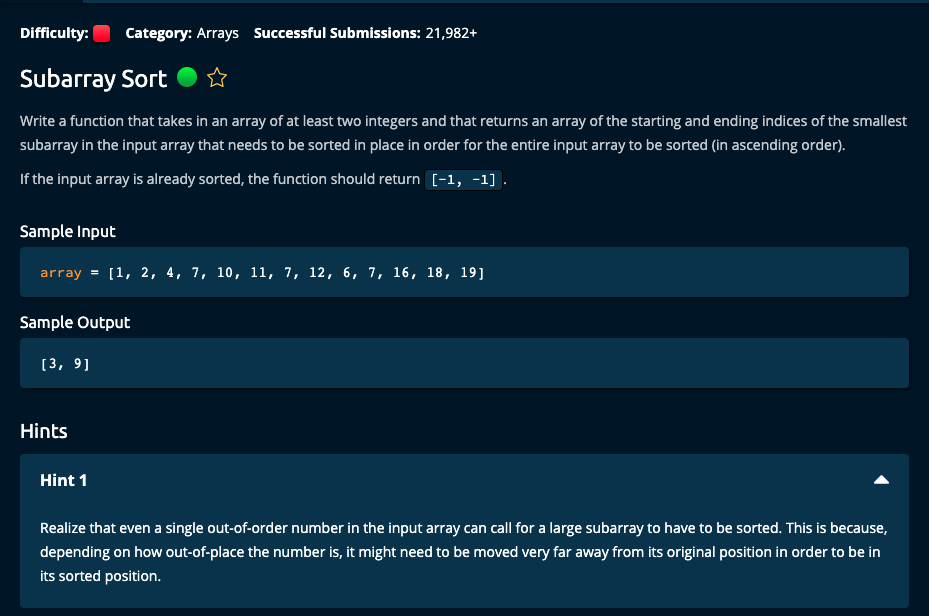 Difficulty: Category: Arrays Successful Submissions: 21,982+
Subarray Sort
Write a function that takes in an array of at least two integers and that returns an array of the starting and ending indices of the smallest
subarray in the input array that needs to be sorted in place in order for the entire input array to be sorted (in ascending order).
If the input array is already sorted, the function should return [-1, -1] .
Sample Input
array = [1, 2, 4, 7, 10, 11, 7, 12, 6, 7, 16, 18, 19]
Sample Output
[3, 9]
Hints
Hint 1
Realize that even a single out-of-order number in the input array can call for a large subarray to have to be sorted. This is because,
depending on how out-of-place the number is, it might need to be moved very far away from its original position in order to be in
its sorted position.